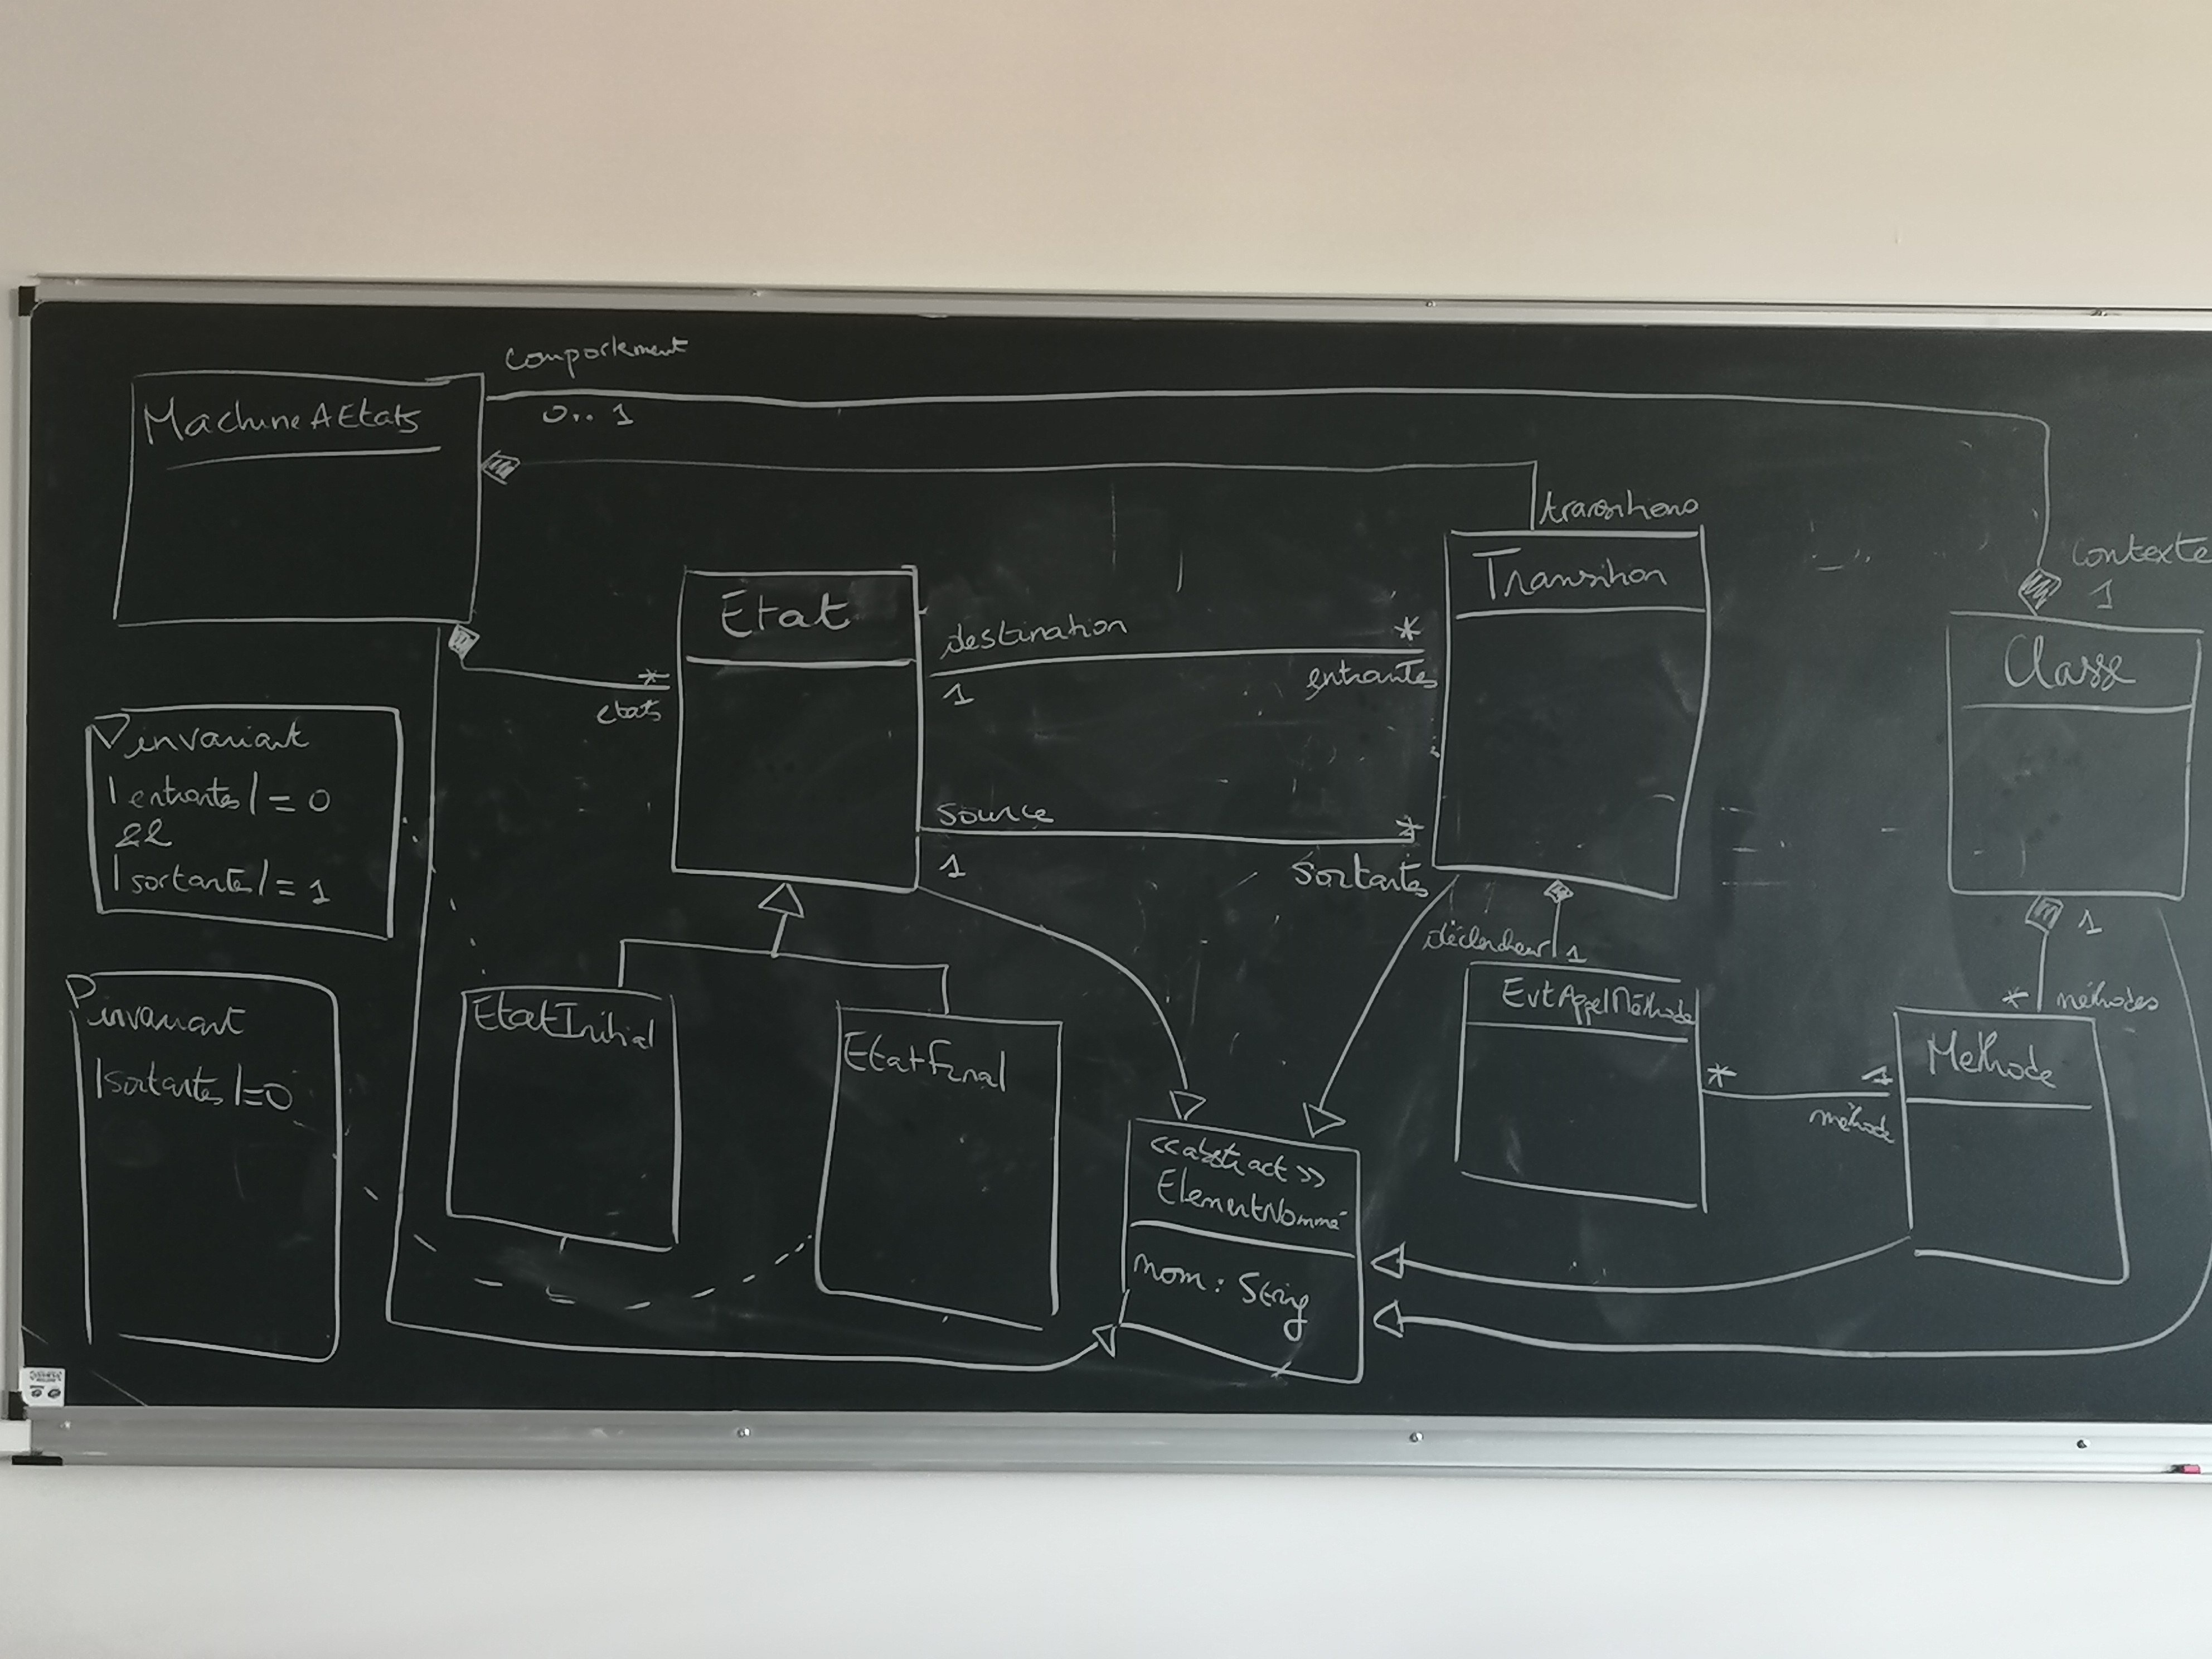 comportement
0..1
MachineAEtats
transitions
Transition
contexte
1
Classe
Etat
destination
*
1
entrantes
*
etats
source
*
1
sortantes
invariant
|entrantes| = 0
&&
|sortantes| = 1
déclencheur
1
EvtAppelMéthode
1
*
méthodes
Methode
*
1
méthode
invariant
|sortantes|=0
EtatInitial
EtatFinal
<<abstract>>
ElementNommé
nom : String